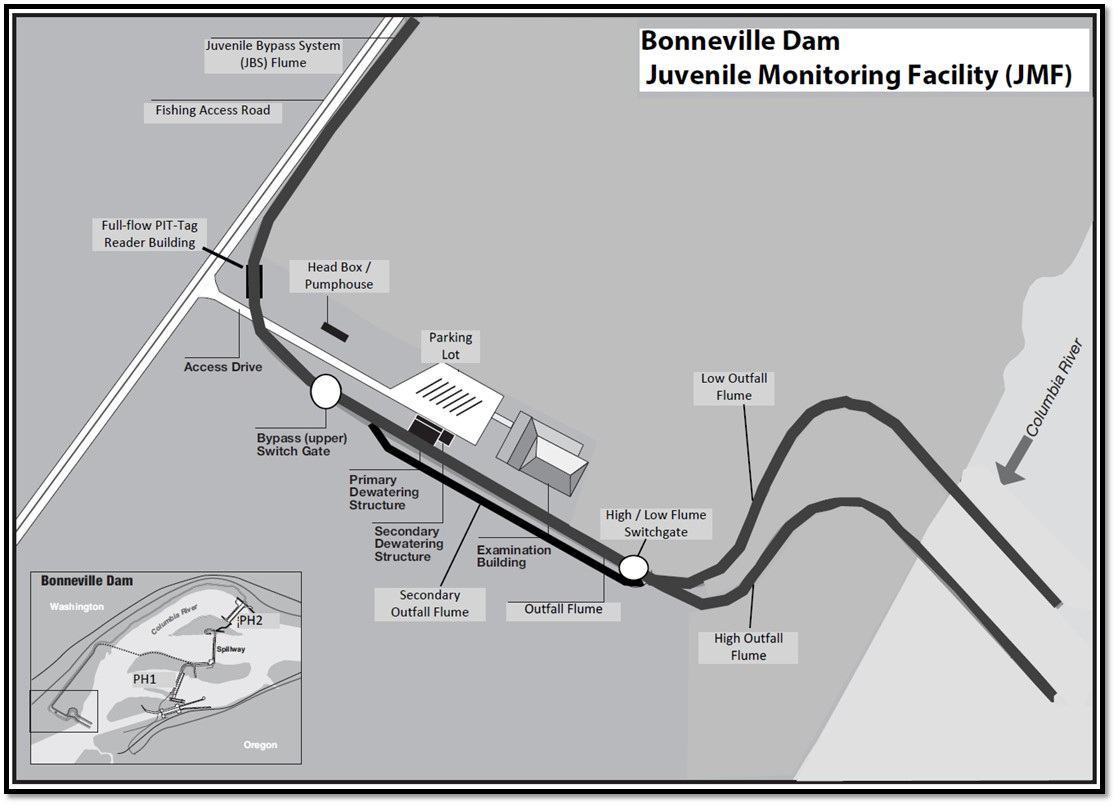 Bonneville Dam
Juvenile Monitoring Facility (JMF)
Juvenile Bypass System
(JBS) Flume
Fishing Access Road
Full-flow PIT-Tag
Reader Building
Head Box /
Pumphouse
Parking
Lot
Access Drive
Bypass (upper)
Switch Gate
Primary
Dewatering
Structure
Secondary
Dewatering
Structure
Examination
Building
Secondary
Outfall Flume
Outfall Flume
High / Low Flume
Switchgate
Low Outfall
Flume
High Outfall
Flume
Columbia River
Bonneville Dam
Washington
Columbia River
PH2
Spillway
PH1
Oregon